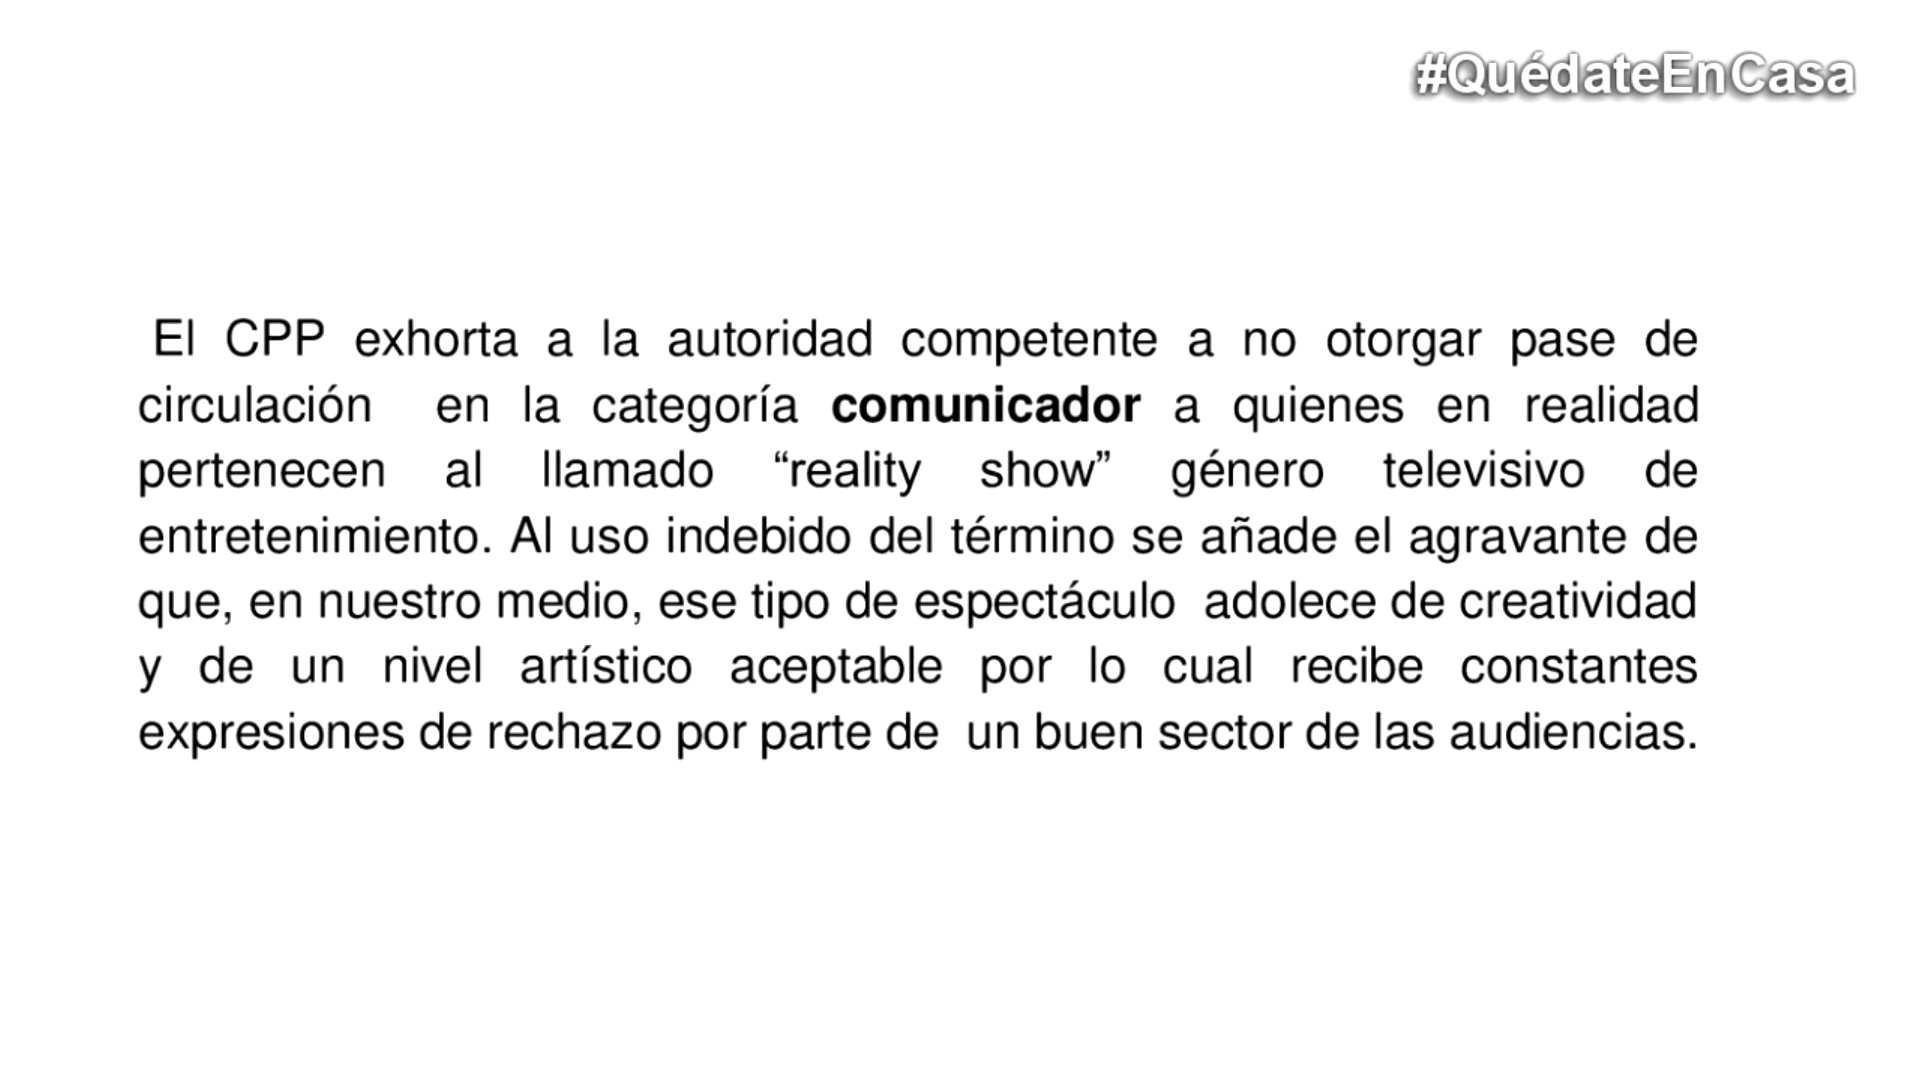 #QuédateEnCasa
El CPP exhorta a la autoridad competente a no otorgar pase de
circulación en la categoría comunicador a quienes en realidad
pertenecen al llamado “reality show” género televisivo de
entretenimiento. Al uso indebido del término se añade el agravante de
que, en nuestro medio, ese tipo de espectáculo adolece de creatividad
y de un nivel artístico aceptable por lo cual recibe constantes
expresiones de rechazo por parte de un buen sector de las audiencias.